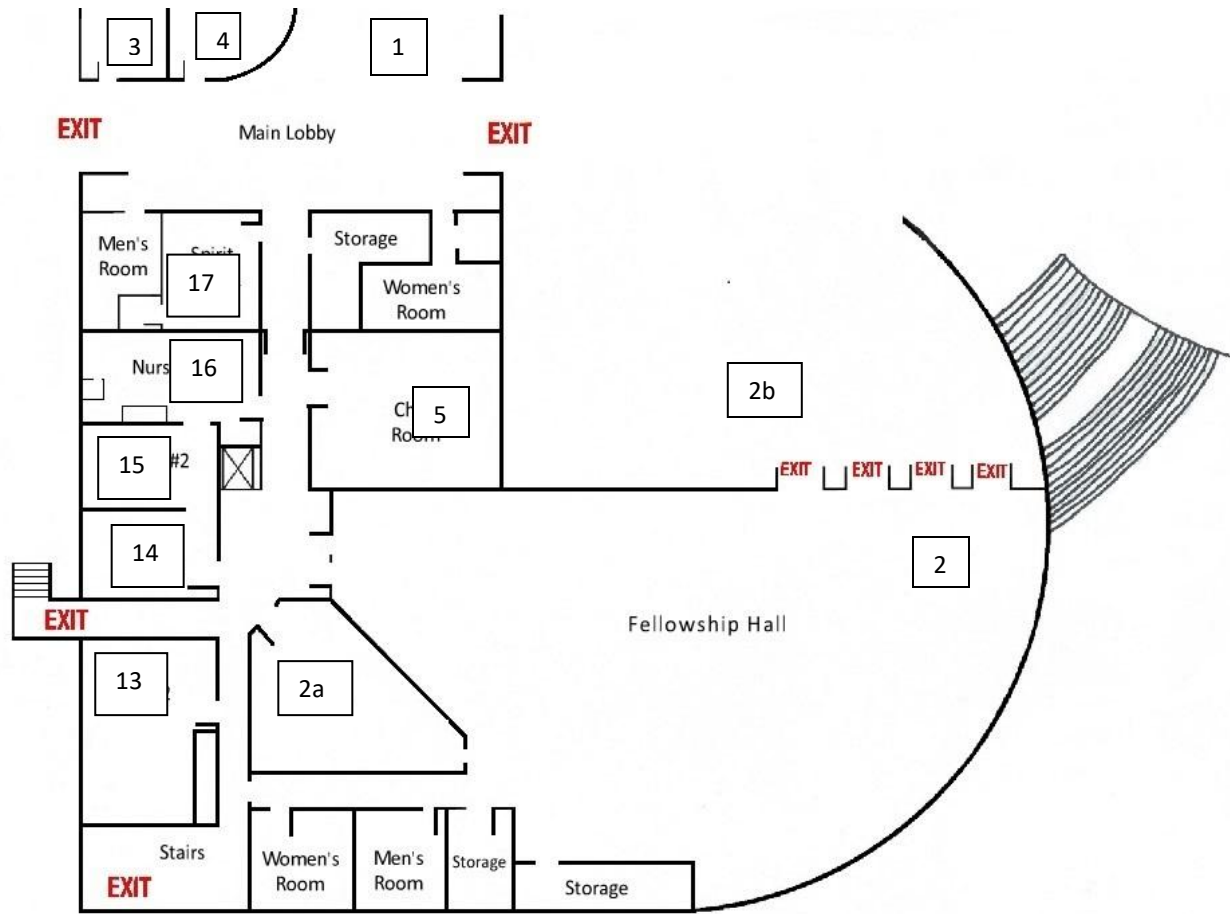 3
4
1
EXIT
Main Lobby
EXIT
Men's
Room
17
Storage
Women's
Room
16
5
2b
15
#2
EXIT
EXIT
EXIT
EXIT
14
2
EXIT
Fellowship Hall
13
2a
Stairs
EXIT
Women's
Room
Men's
Room
Storage
Storage